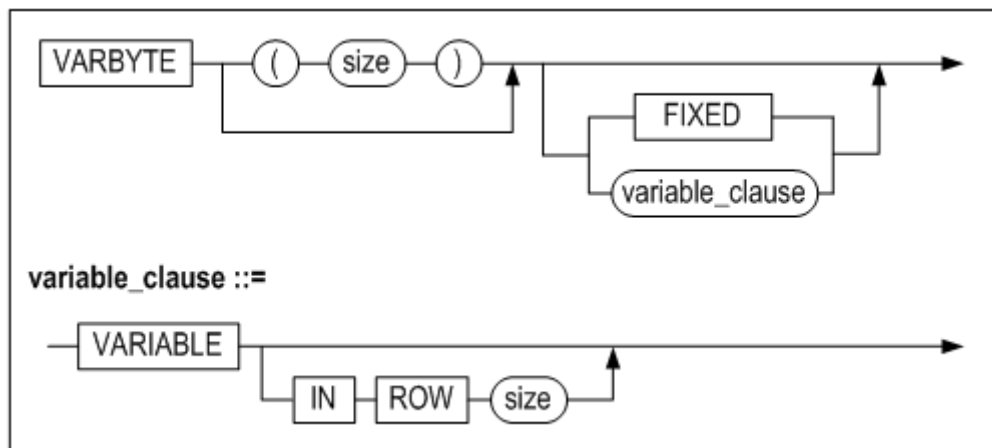 VARBYTE ( size )
FIXED
variable_clause
variable_clause ::=
VARIABLE
IN ROW size